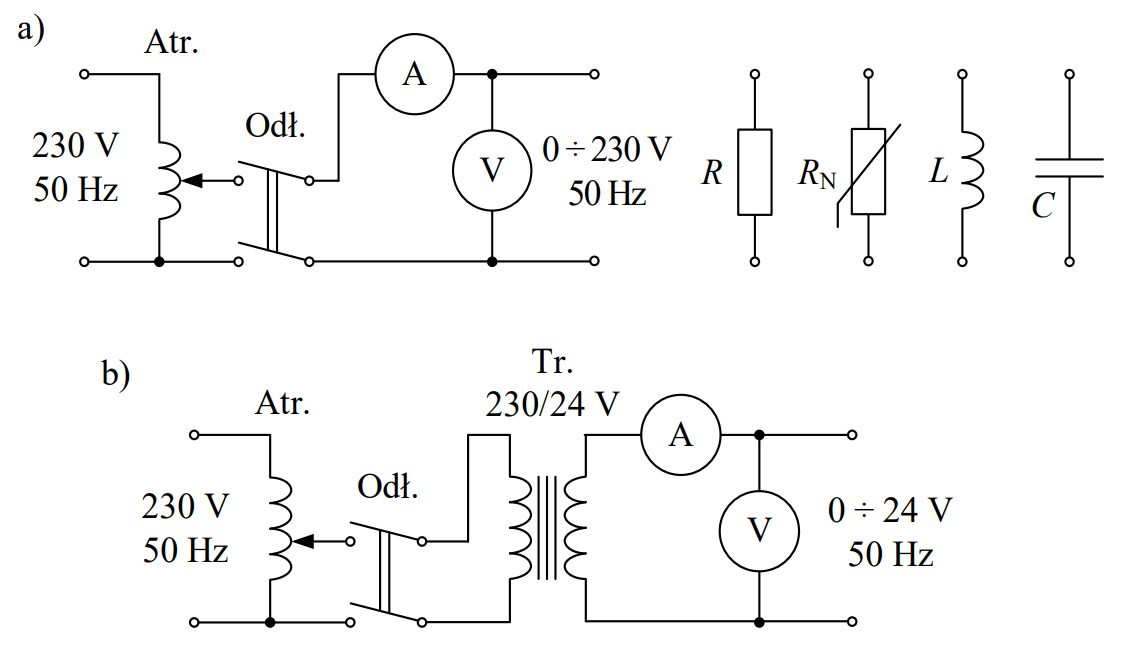 a)
Atr.
A
Odł.
230 V
50 Hz
V
0 ÷ 230 V
50 Hz
R
R_N
L
C
b)
Tr.
230/24 V
Atr.
A
Odł.
230 V
50 Hz
V
0 ÷ 24 V
50 Hz